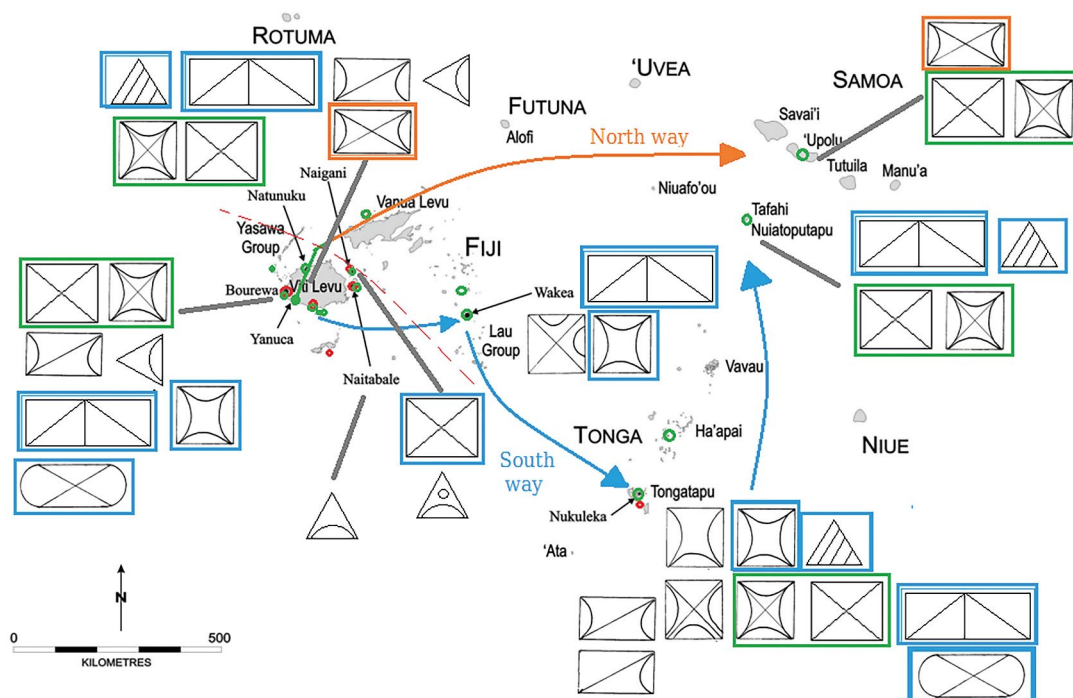 ROTUMA
'UVEA
SAMOA
FUTUNA
Alofi
Savai'i
'Upolu
North way
Tutuila
Manu'a
Naigani
Niuafo'ou
Natunuku
Vanua Levu
Tafahi
Nuiatoputapu
Yasawa
Group
FIJI
Bourewa
Viti Levu
Wakea
Yanuca
Lau
Group
Naitabale
Vavau
TONGA
Ha'apai
NIUE
South
way
Tongatapu
Nukuleka
'Ata
N
0
500
KILOMETRES